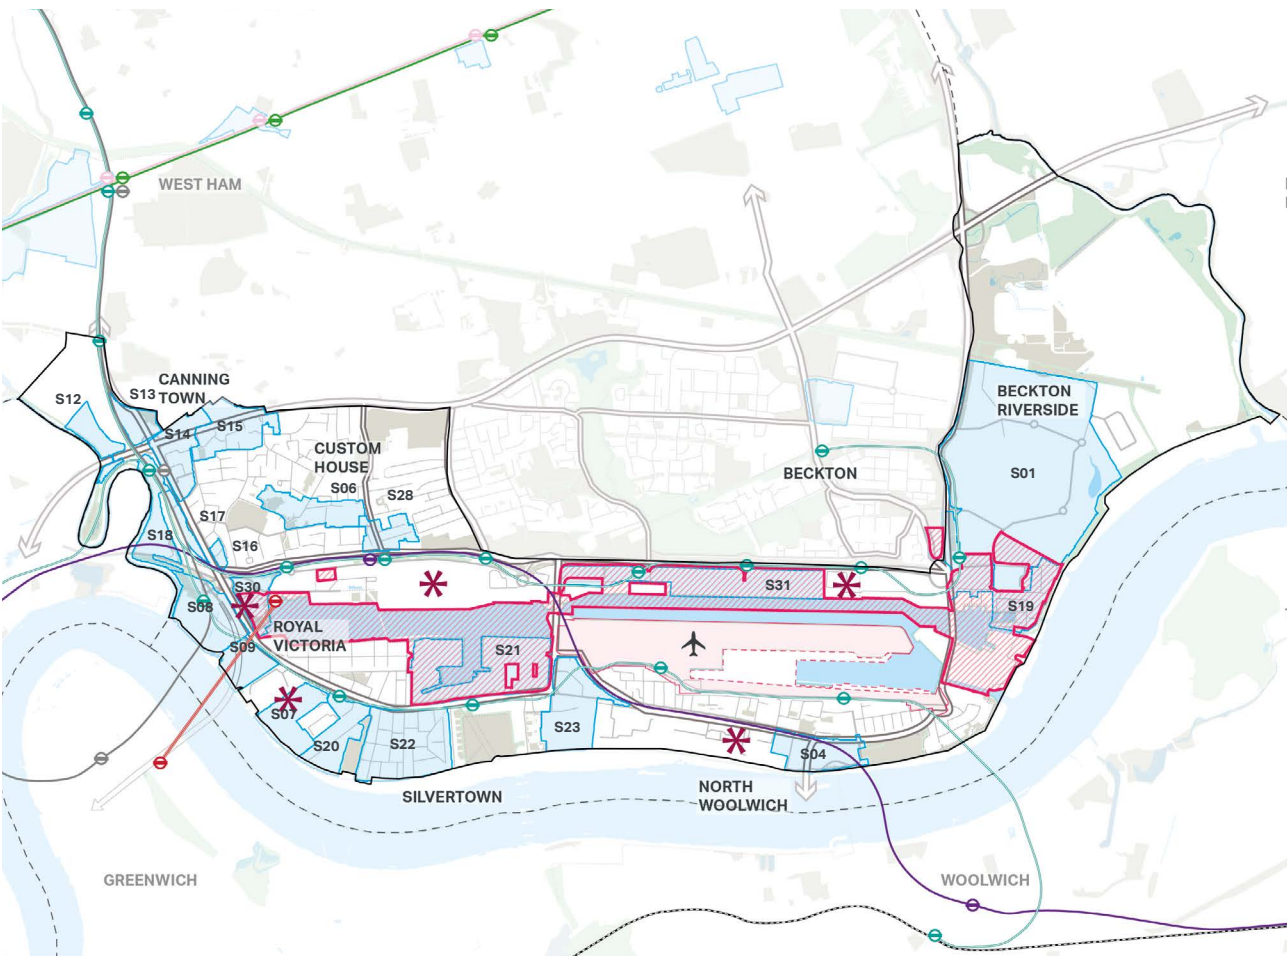 WEST HAM
CANNING
TOWN
S13
S12
S14
S15
BECKTON
RIVERSIDE
CUSTOM
HOUSE
S06
S28
BECKTON
S01
S17
S18
S16
S30
S31
S08
S19
ROYAL
VICTORIA
S09
S21
S07
S20
S22
S23
S04
SILVERTOWN
NORTH
WOOLWICH
GREENWICH
WOOLWICH